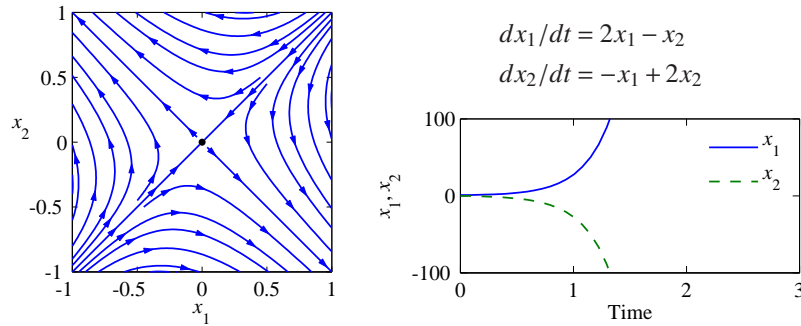 1
0.5
x2
0
-0.5
-1
-1 -0.5 0 0.5 1
x1
dx1/dt = 2x1 − x2
dx2/dt = −x1 + 2x2
100
x1
x2
x1, x2
0
-100
0 1 2 3
Time